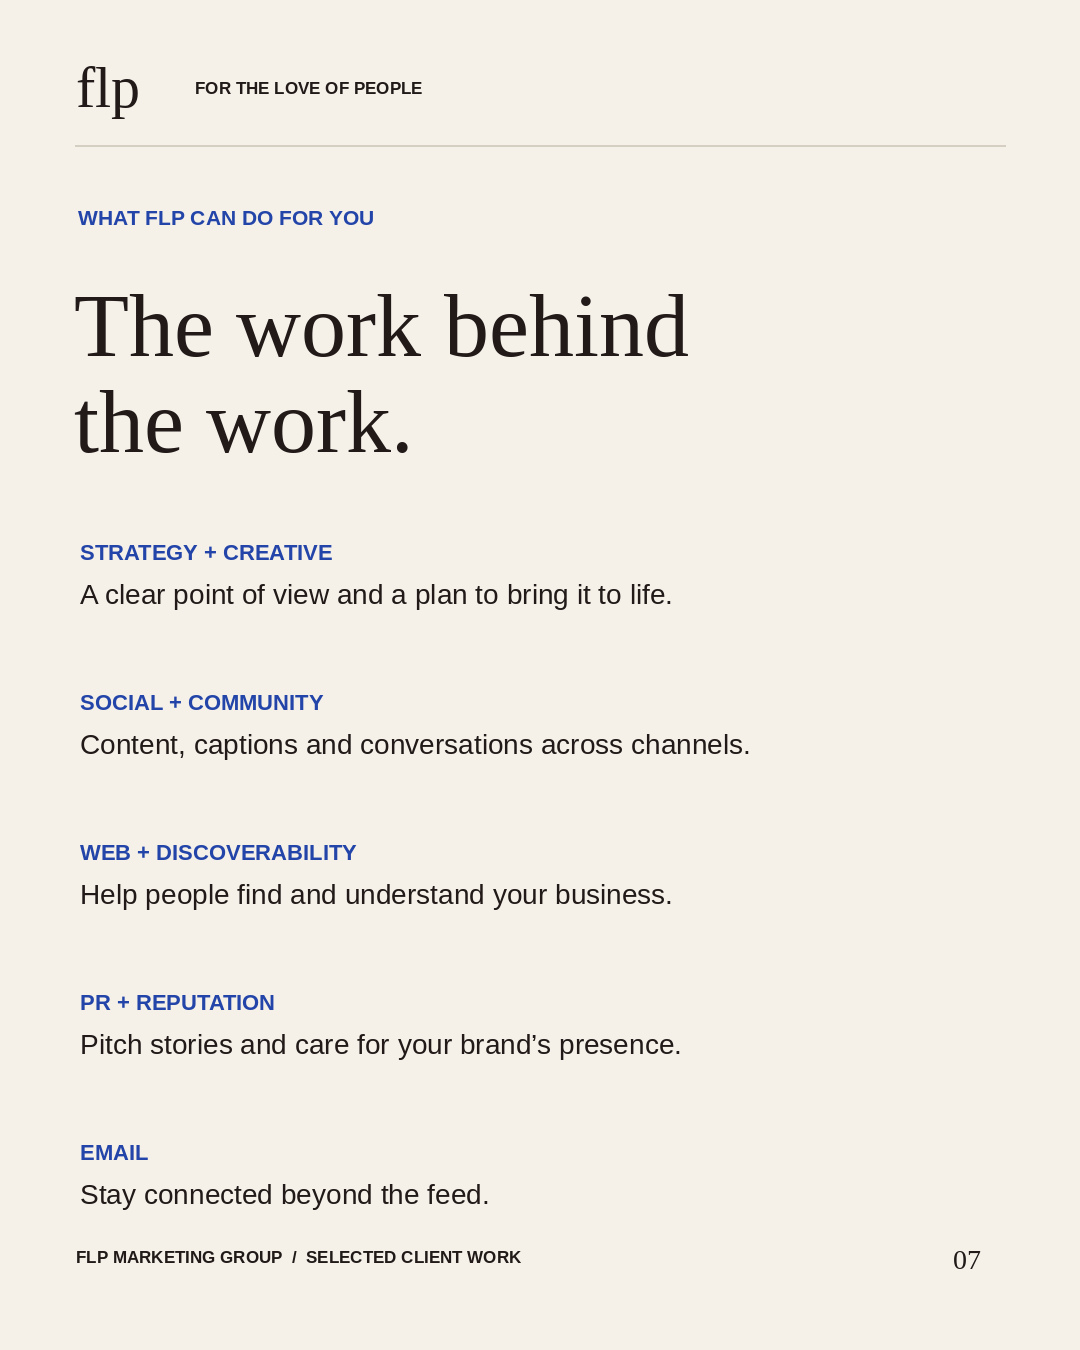 flp
FOR THE LOVE OF PEOPLE
WHAT FLP CAN DO FOR YOU
The work behind
the work.
STRATEGY + CREATIVE
A clear point of view and a plan to bring it to life.
SOCIAL + COMMUNITY
Content, captions and conversations across channels.
WEB + DISCOVERABILITY
Help people find and understand your business.
PR + REPUTATION
Pitch stories and care for your brand’s presence.
EMAIL
Stay connected beyond the feed.
FLP MARKETING GROUP / SELECTED CLIENT WORK
07